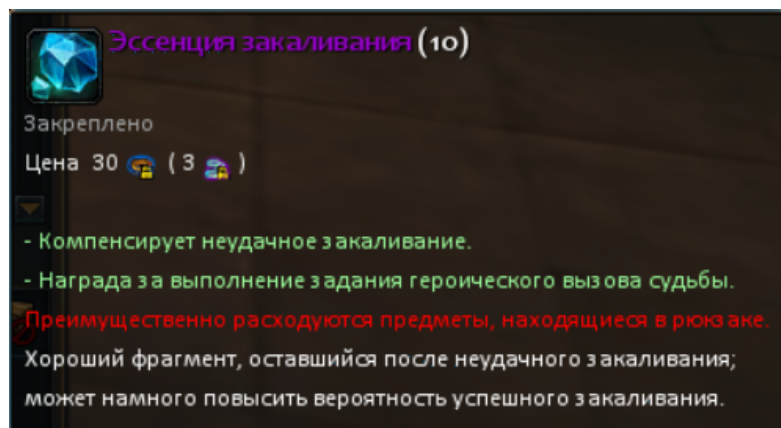 Эссенция закаливания (10)
Закреплено
Цена 30 ( 3 )
- Компенсирует неудачное закаливание.
- Награда за выполнение задания героического вызова судьбы.
Преимущественно расходуются предметы, находящиеся в рюкзаке.
Хороший фрагмент, оставшийся после неудачного закаливания;
может намного повысить вероятность успешного закаливания.